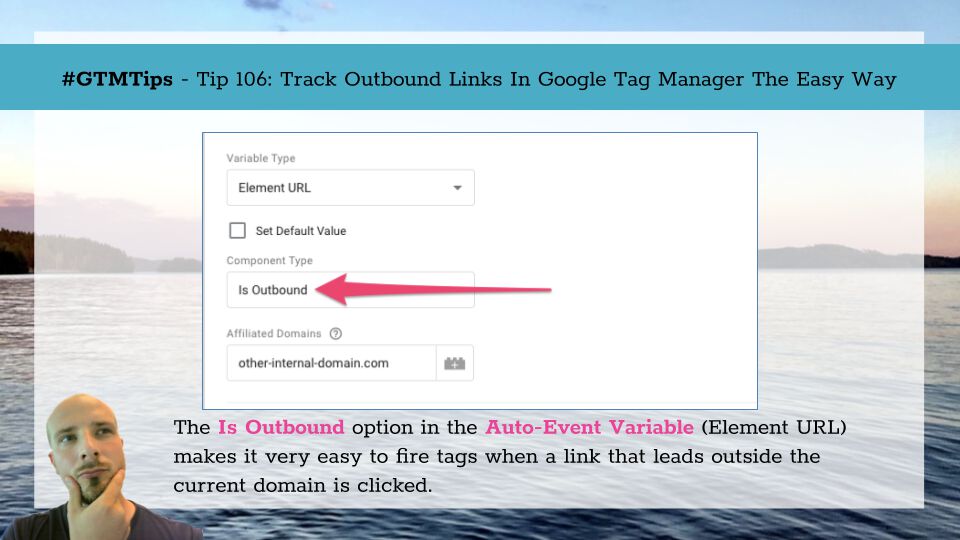 #GTMTips - Tip 106: Track Outbound Links In Google Tag Manager The Easy Way
Variable Type
Element URL
Set Default Value
Component Type
Is Outbound
Affiliated Domains ?
other-internal-domain.com
The Is Outbound option in the Auto-Event Variable (Element URL)
makes it very easy to fire tags when a link that leads outside the
current domain is clicked.